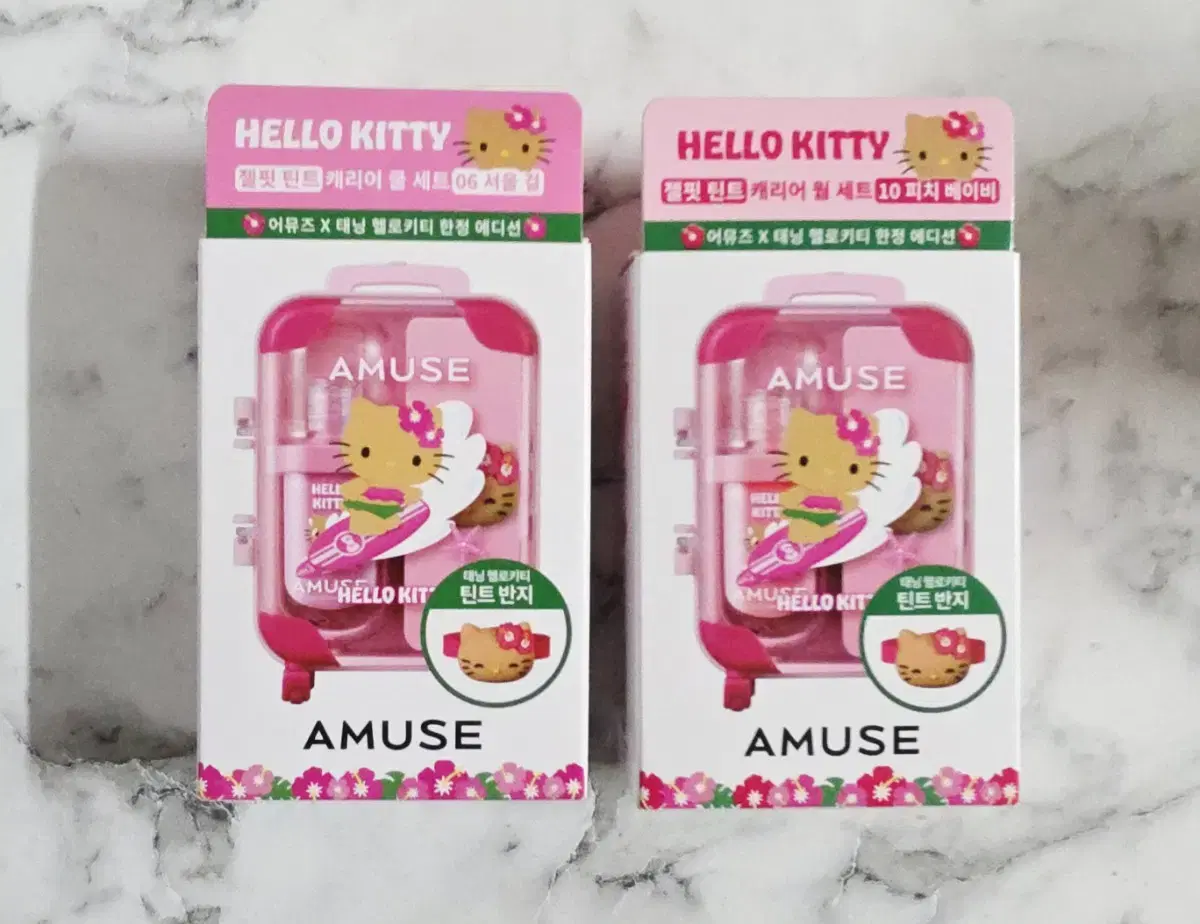 HELLO KITTY
젤핏 틴트 캐리어 쿨 세트 06 서울 걸
어뮤즈 X 태닝 헬로키티 한정 에디션
AMUSE
HELLO
KITTY
AMUSE
HELLO KITTY
태닝 헬로키티
틴트 반지
AMUSE
HELLO KITTY
젤핏 틴트 캐리어 웜 세트 10 피치 베이비
어뮤즈 X 태닝 헬로키티 한정 에디션
AMUSE
HELLO
KITTY
AMUSE
HELLO KITTY
태닝 헬로키티
틴트 반지
AMUSE